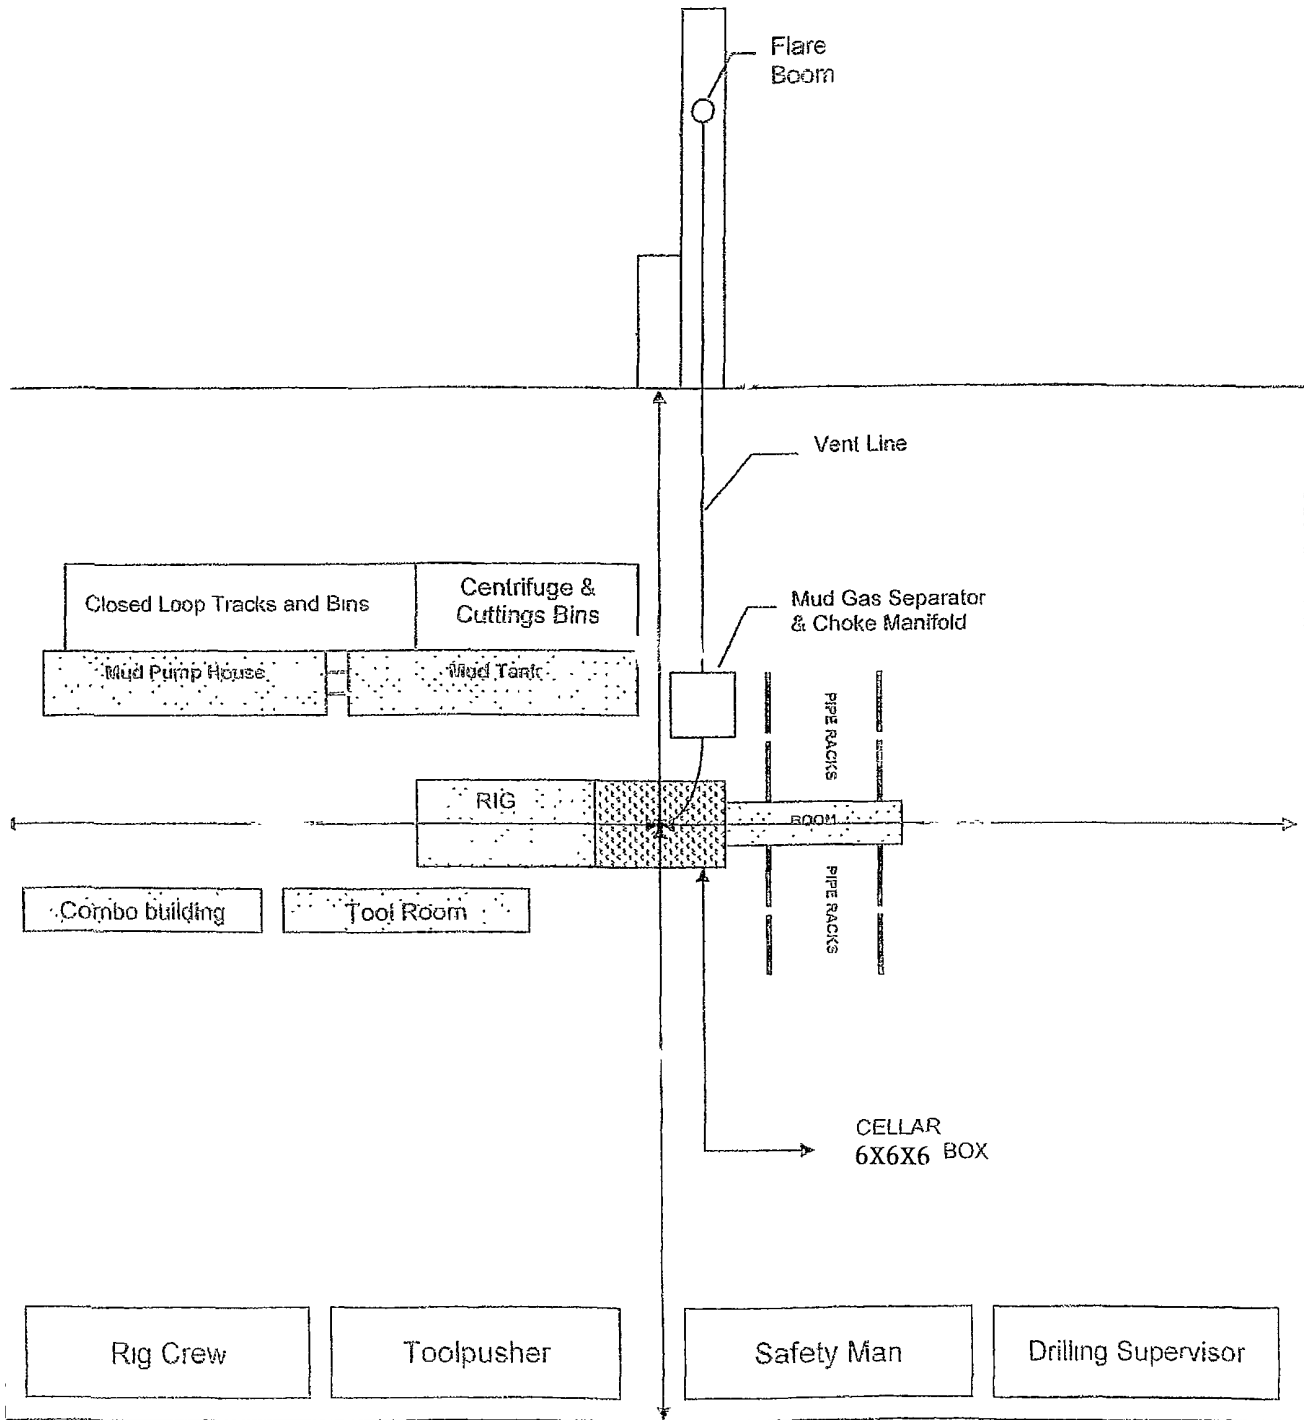 Flare
Boom
Vent Line
Closed Loop Tracks and Bins
Centrifuge &
Cuttings Bins
Mud Gas Separator
& Choke Manifold
Mud Pump House
Mud Tank
PIPE RACKS
RIG
ROOM
Combo building
Tool Room
PIPE RACKS
CELLAR
6X6X6 BOX
Rig Crew
Toolpusher
Safety Man
Drilling Supervisor